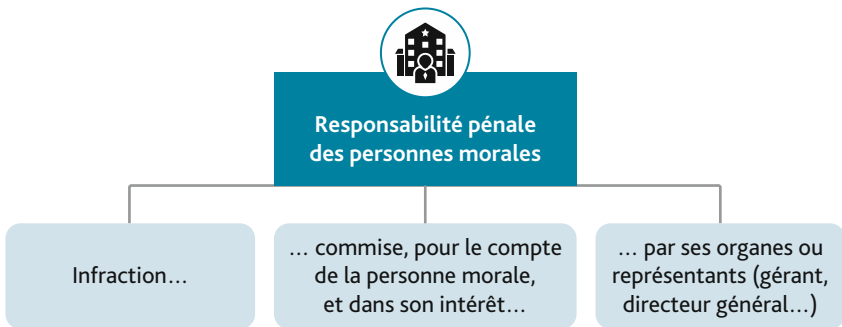 Responsabilité pénale
des personnes morales
Infraction…
… commise, pour le compte
de la personne morale,
et dans son intérêt…
… par ses organes ou
représentants (gérant,
directeur général…)